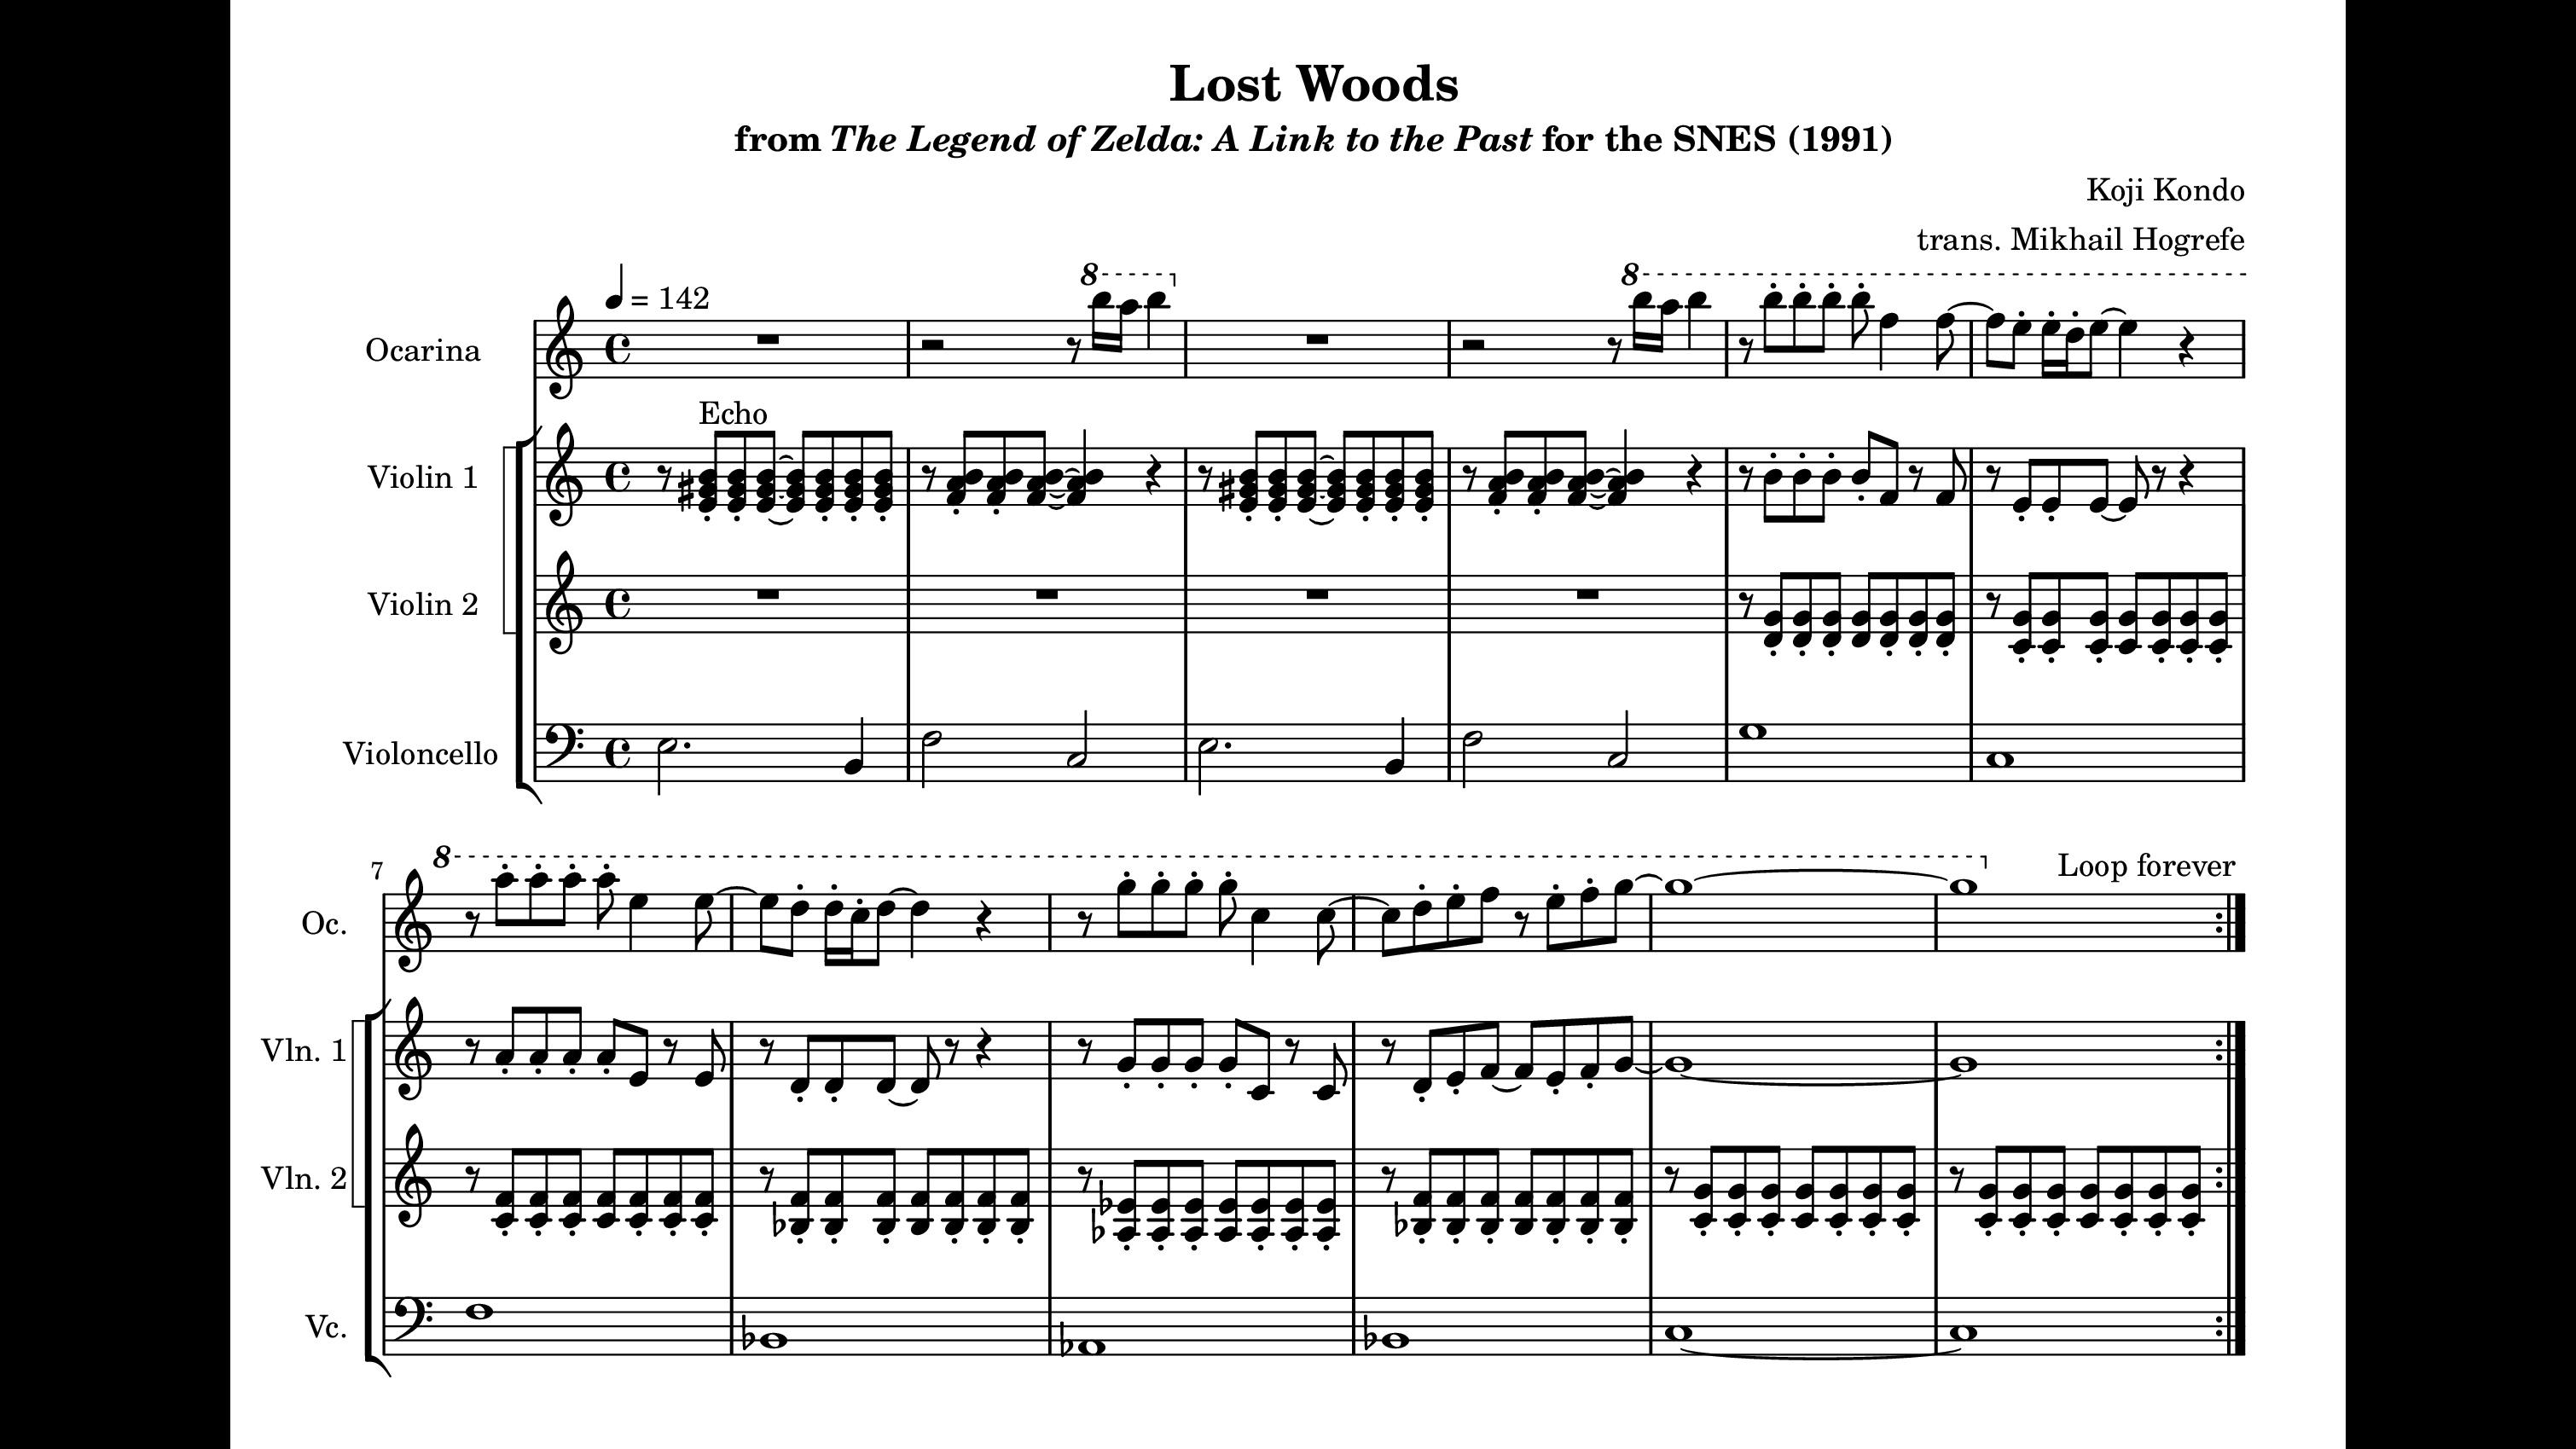 Lost Woods
from The Legend of Zelda: A Link to the Past for the SNES (1991)
Koji Kondo
trans. Mikhail Hogrefe
= 142
8
8
Ocarina
Echo
Violin 1
Violin 2
Violoncello
8
7
Loop forever
Oc.
Vln. 1
Vln. 2
Vc.